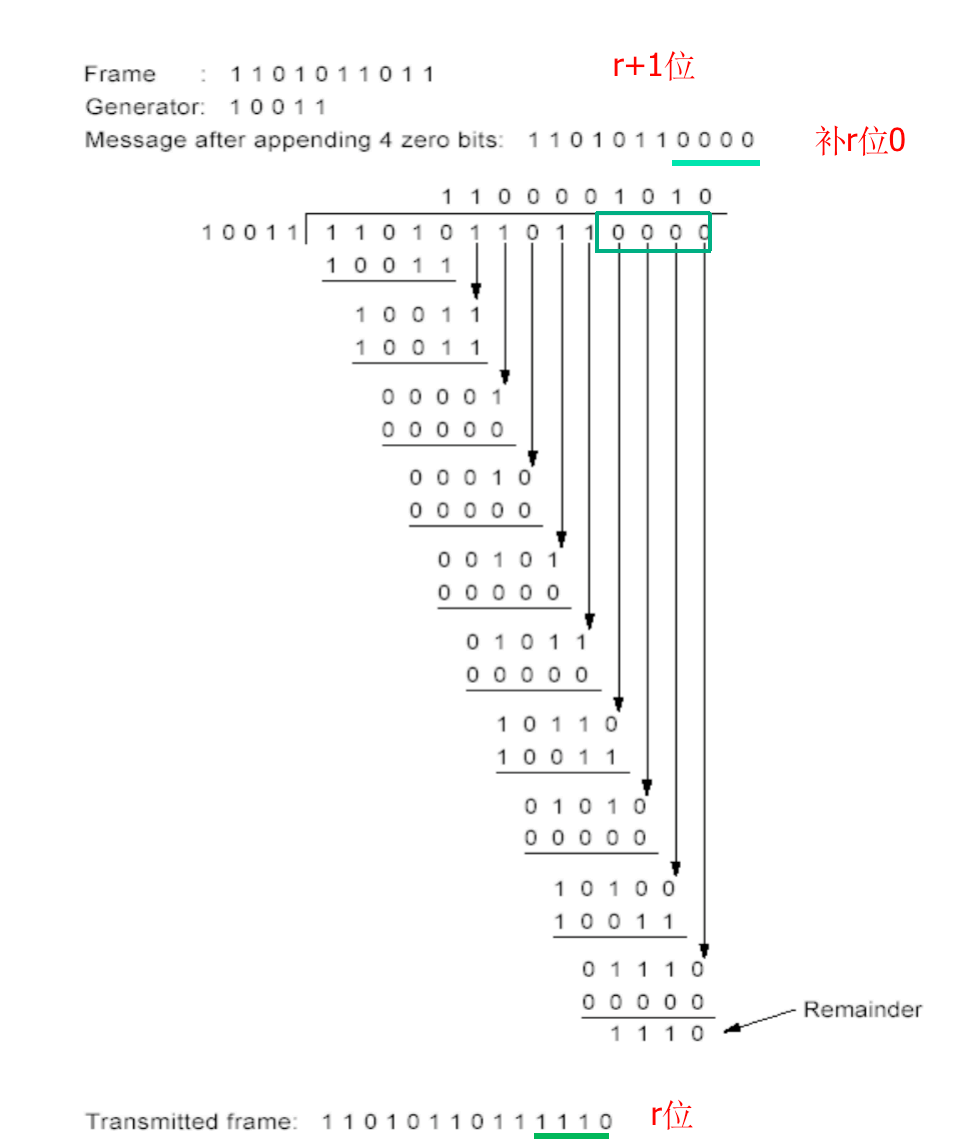 Frame : 1 1 0 1 0 1 1 0 1 1 r+1位
Generator: 1 0 0 1 1
Message after appending 4 zero bits: 1 1 0 1 0 1 1 0 0 0 0 补r位0
1 1 0 0 0 0 1 0 1 0
1 0 0 1 1 1 1 0 1 0 1 1 0 1 1 0 0 0 0
1 0 0 1 1
1 0 0 1 1
1 0 0 1 1
0 0 0 0 1
0 0 0 0 0
0 0 0 1 0
0 0 0 0 0
0 0 1 0 1
0 0 0 0 0
0 1 0 1 1
0 0 0 0 0
1 0 1 1 0
1 0 0 1 1
0 1 0 1 0
0 0 0 0 0
1 0 1 0 0
1 0 0 1 1
0 1 1 1 0
0 0 0 0 0
1 1 1 0 Remainder
Transmitted frame: 1 1 0 1 0 1 1 0 1 1 1 1 1 0 r位